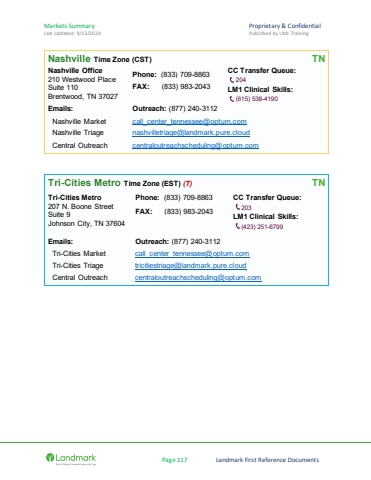 Markets Summary
Proprietary & Confidential
Last Updated: 9/13/2024
Published by LM1 Training
Nashville Time Zone (CST)
TN
Nashville Office
210 Westwood Place
Suite 110
Brentwood, TN 37027
Phone: (833) 709-8863
FAX: (833) 983-2043
CC Transfer Queue:
204
LM1 Clinical Skills:
(615) 538-4190
Emails:
Outreach: (877) 240-3112
Nashville Market call_center_tennessee@optum.com
Nashville Triage nashvilletriage@landmark.pure.cloud
Central Outreach centraloutreachscheduling@optum.com
Tri-Cities Metro Time Zone (EST) (T)
TN
Tri-Cities Metro
207 N. Boone Street
Suite 9
Johnson City, TN 37604
Phone: (833) 709-8863
FAX: (833) 983-2043
CC Transfer Queue:
203
LM1 Clinical Skills:
(423) 251-6799
Emails:
Outreach: (877) 240-3112
Tri-Cities Market call_center_tennessee@optum.com
Tri-Cities Triage tricitiestriage@landmark.pure.cloud
Central Outreach centraloutreachscheduling@optum.com
Landmark
Page 117
Landmark First Reference Documents